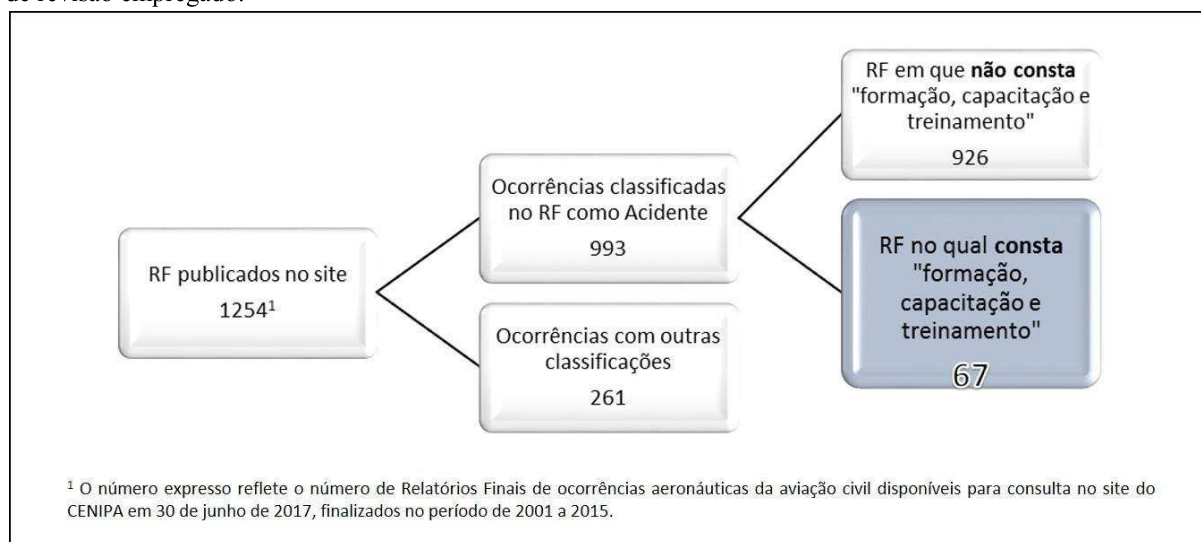 de revisão empregado.
RF publicados no site
1254¹
Ocorrências classificadas
no RF como Acidente
993
Ocorrências com outras
classificações
261
RF em que não consta
"formação, capacitação e
treinamento"
926
RF no qual consta
"formação,
capacitação e
treinamento"
67
¹ O número expresso reflete o número de Relatórios Finais de ocorrências aeronáuticas da aviação civil disponíveis para consulta no site do
CENIPA em 30 de junho de 2017, finalizados no período de 2001 a 2015.